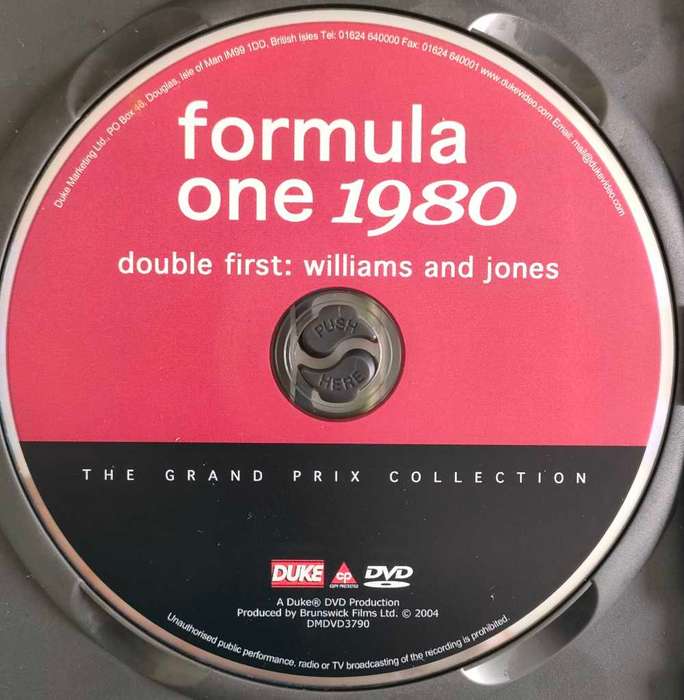 Duke Marketing Ltd., PO Box 46, Douglas, Isle of Man IM99 1DD, British Isles Tel: 01624 640000 Fax: 01624 640001 www.dukevideo.com Email: mail@dukevideo.com
formula
one 1980
double first: williams and jones
PUSH
HERE
THE GRAND PRIX COLLECTION
DUKE cp DVD
A Duke® DVD Production
Produced by Brunswick Films Ltd. © 2004
DMDVD3790
Unauthorised public performance, radio or TV broadcasting of the recording is prohibited.